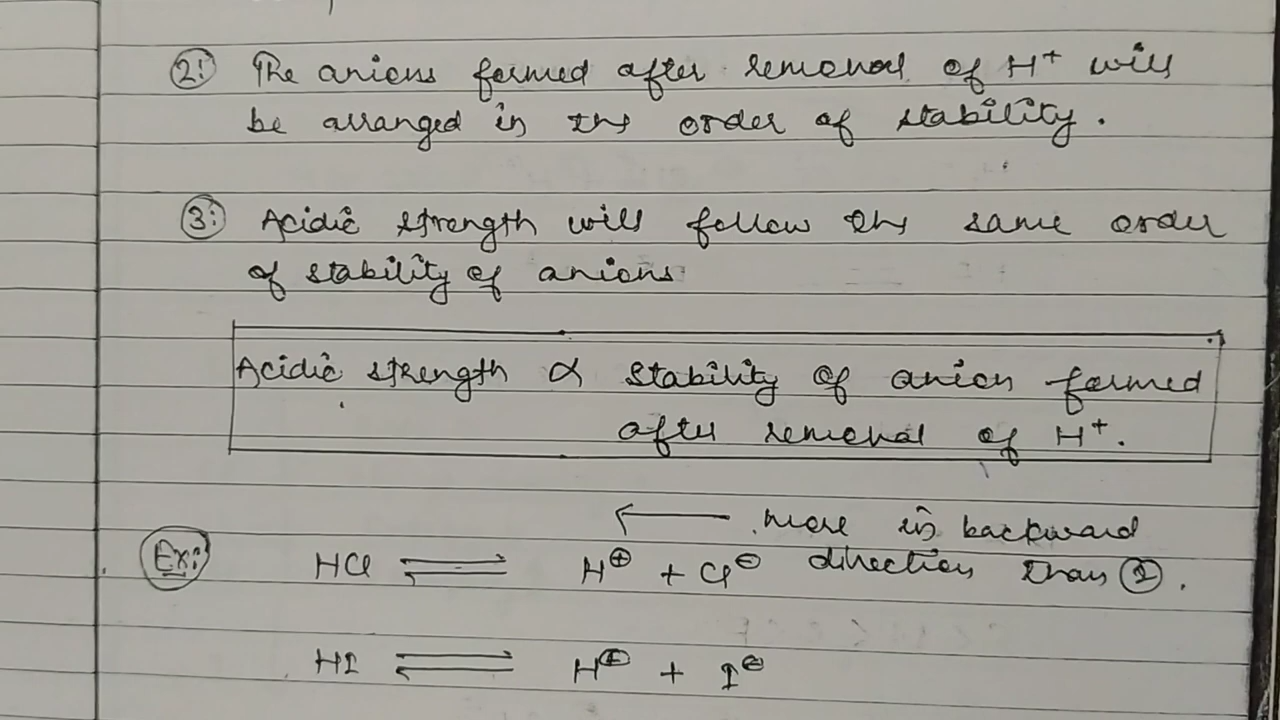 2: The anions formed after removal of H⁺ will
be arranged in the order of stability.
3: Acidic strength will follow the same order
of stability of anions
Acidic strength ∝ Stability of anion formed
after removal of H⁺.
← more in backward
Ex: HCl ⇌ H⊕ + Cl⊖ direction than ②.
HI ⇌ H⊕ + I⊖